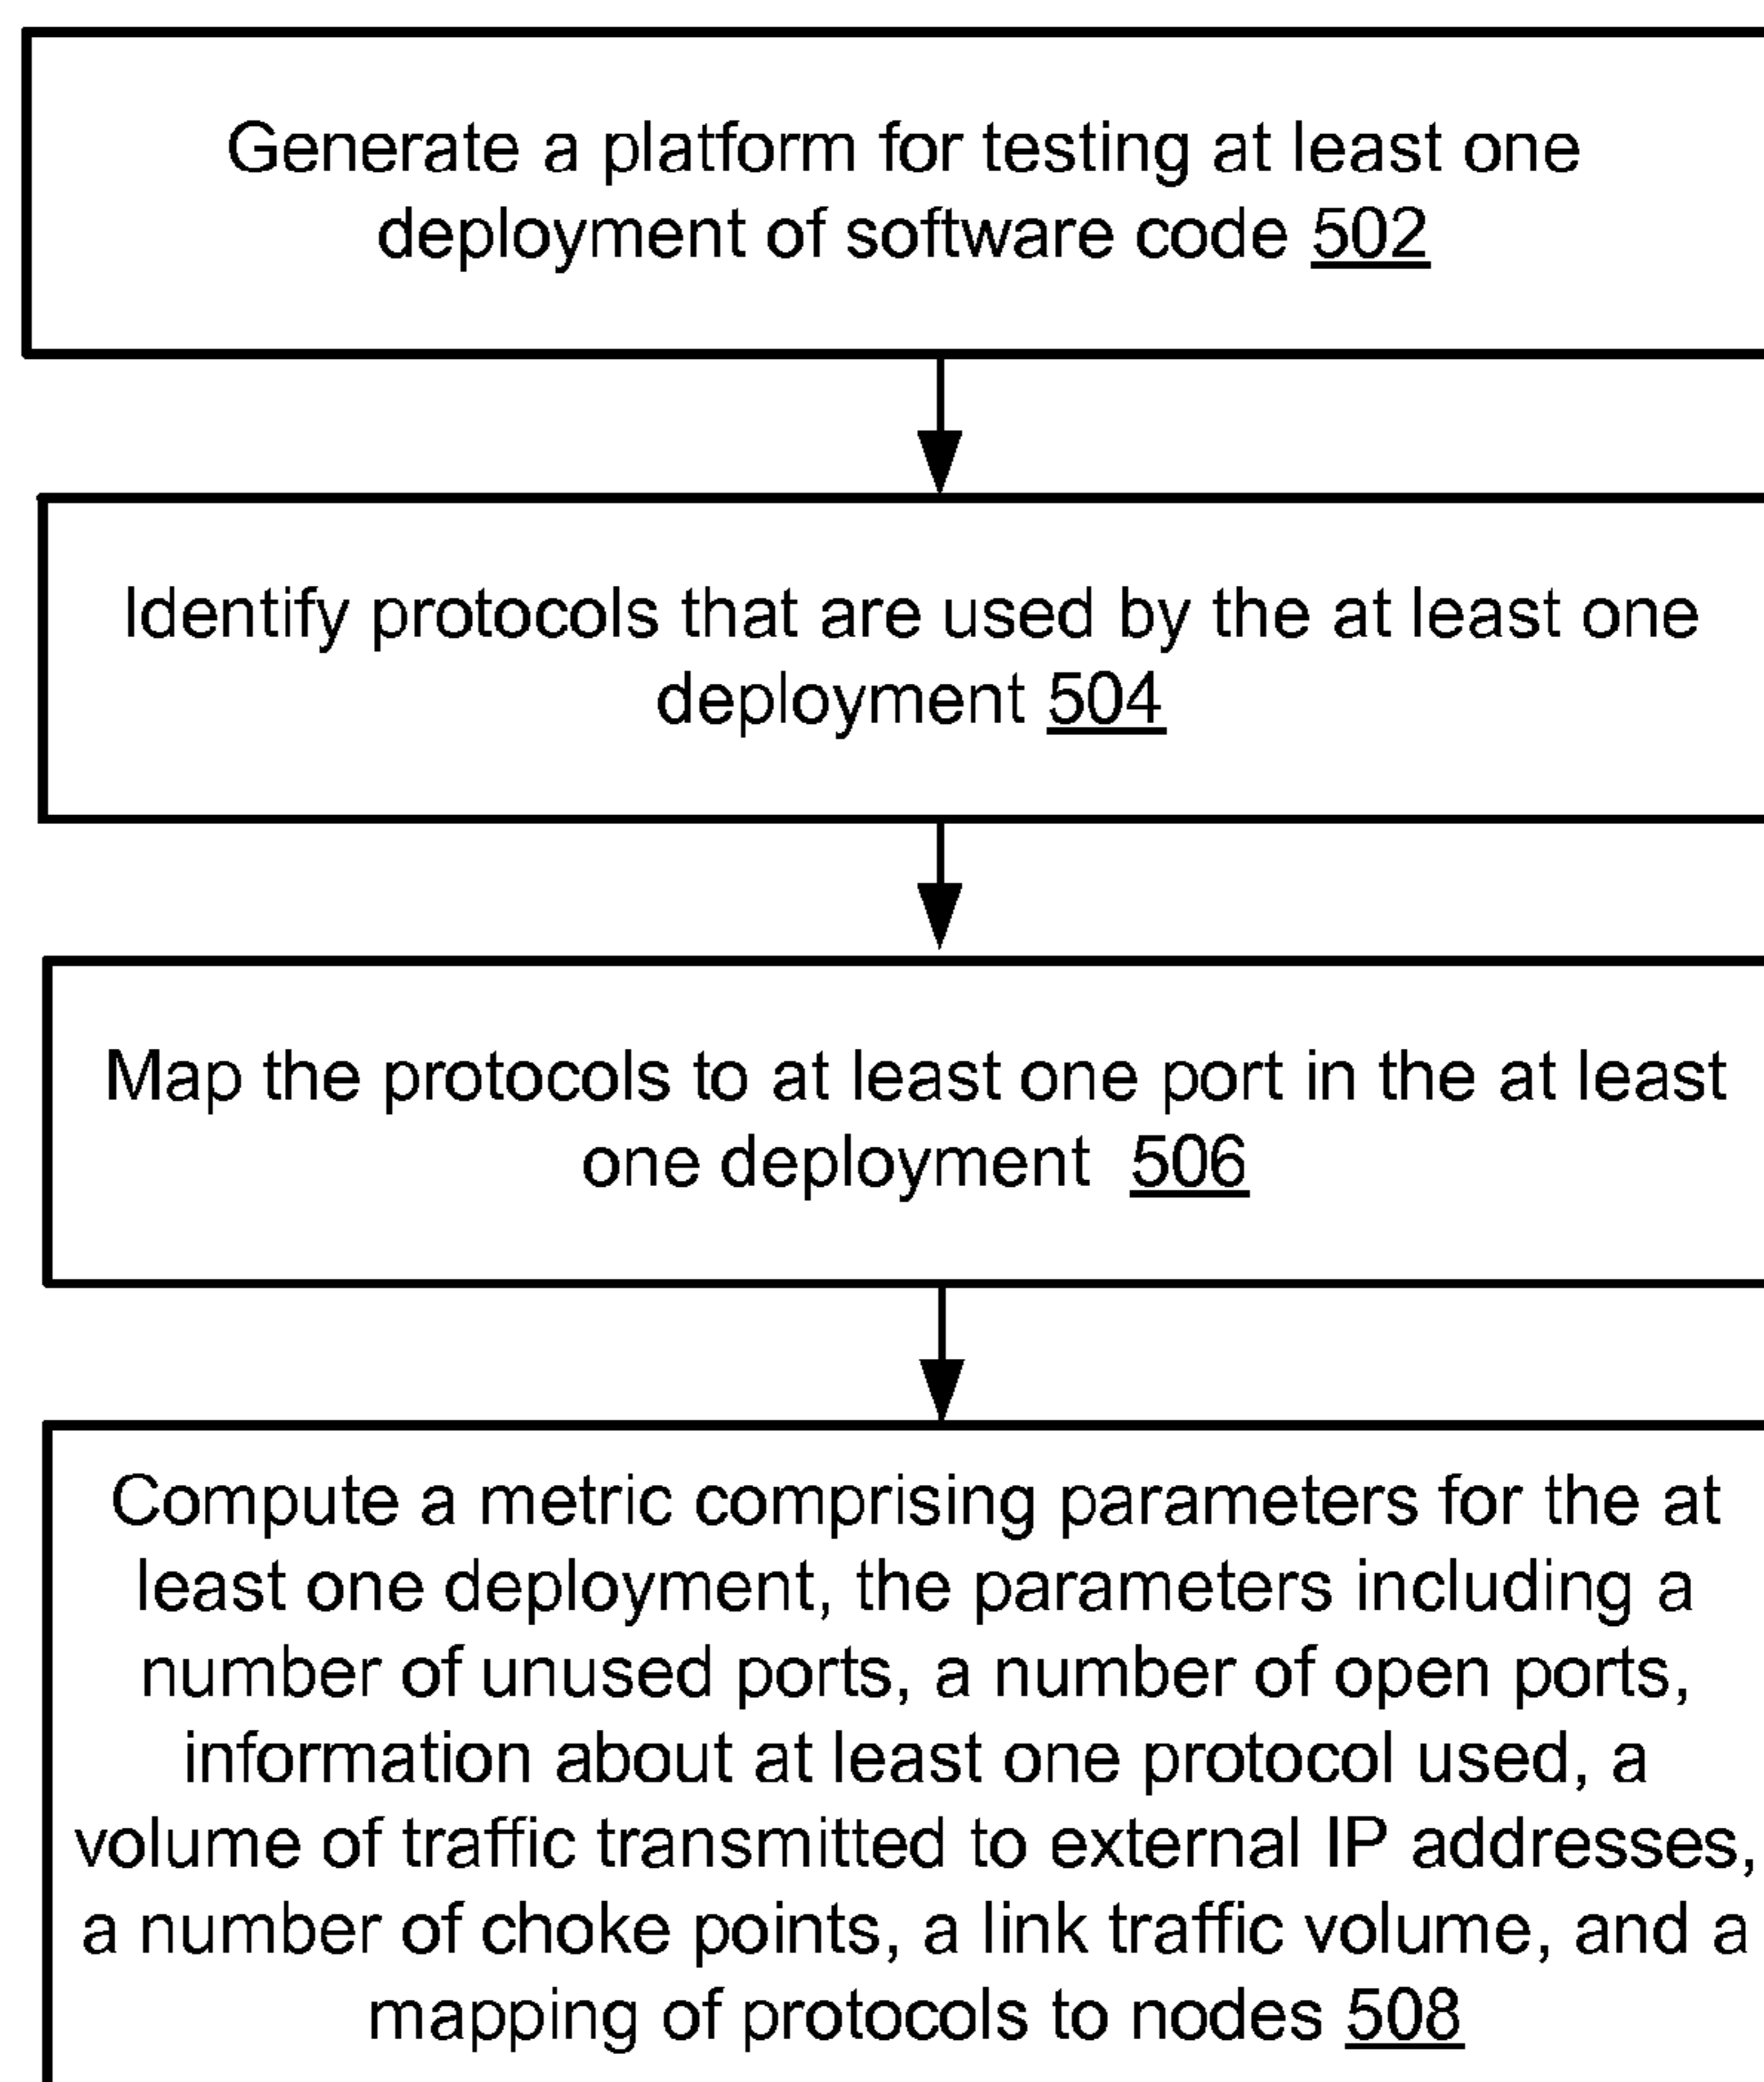 Generate a platform for testing at least one
deployment of software code 502
Identify protocols that are used by the at least one
deployment 504
Map the protocols to at least one port in the at least
one deployment 506
Compute a metric comprising parameters for the at
least one deployment, the parameters including a
number of unused ports, a number of open ports,
information about at least one protocol used, a
volume of traffic transmitted to external IP addresses,
a number of choke points, a link traffic volume, and a
mapping of protocols to nodes 508